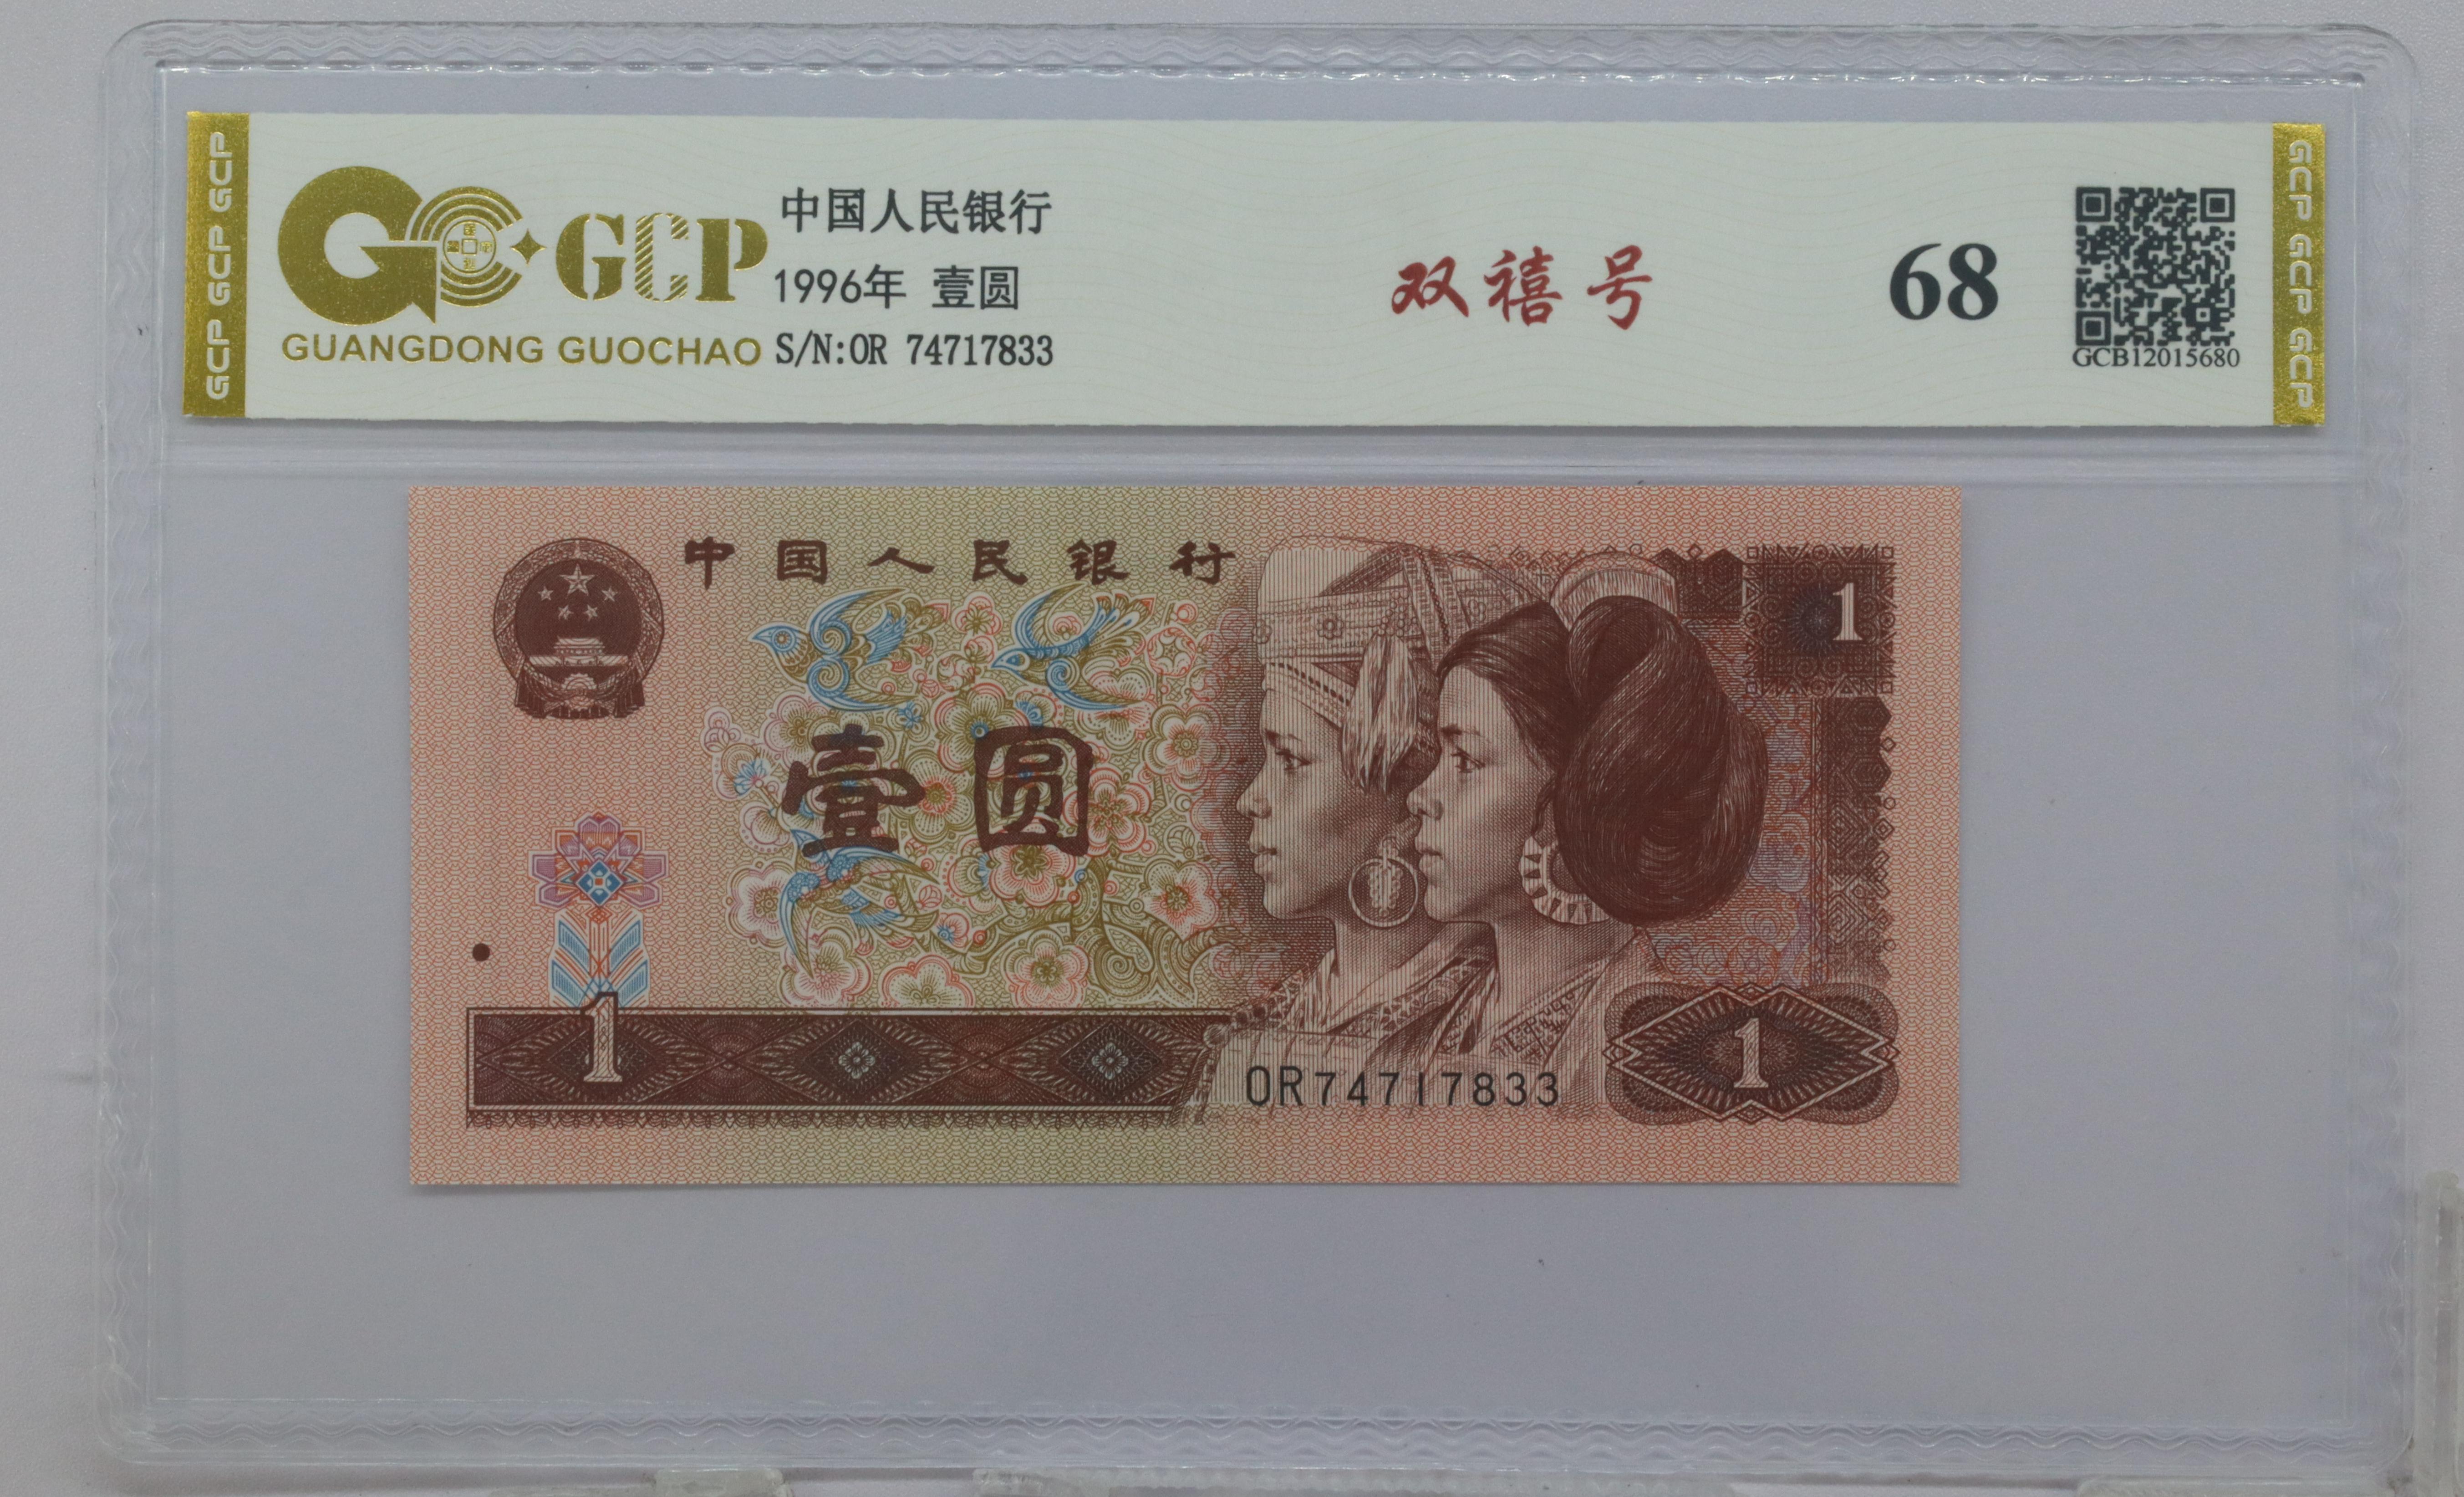 GCP GCP GCP
GCP
GUANGDONG GUOCHAO
中国人民银行
1996年 壹圆
S/N:OR 74717833
双禧号
68
GCB12015680
GCP GCP GCP
中国人民银行
1
壹圆
1
OR74717833
1